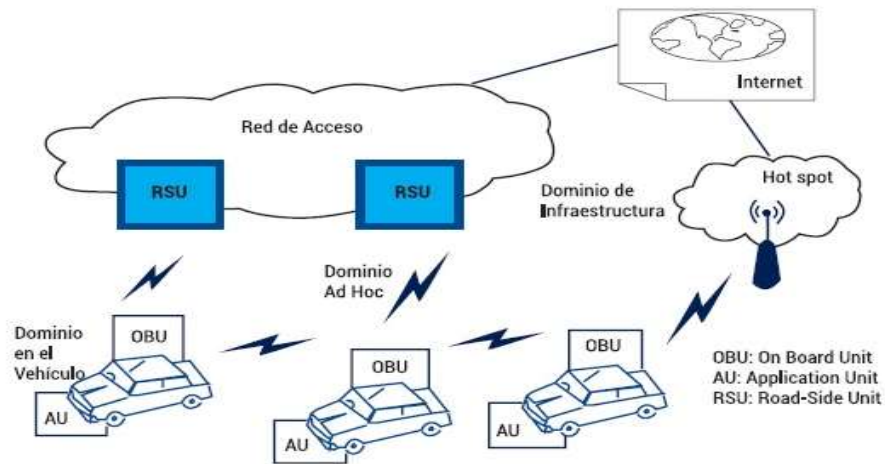 Internet
Red de Acceso
RSU
RSU
Hot spot
Dominio de
Infraestructura
Dominio
Ad Hoc
Dominio
en el
Vehículo
OBU
AU
OBU
AU
OBU
AU
OBU: On Board Unit
AU: Application Unit
RSU: Road-Side Unit